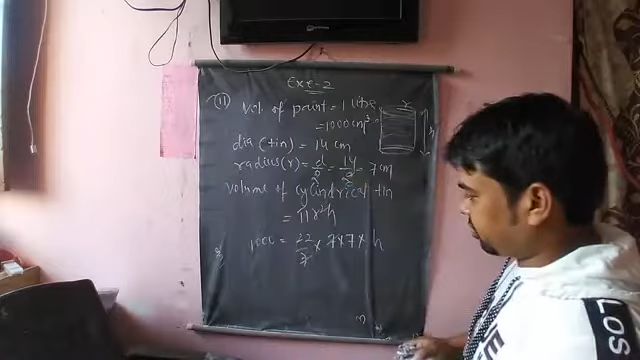 Exe-2
(11) Vol. of paint = 1 litre
= 1000 cm³
r
h
dia (tin) = 14 cm
radius (r) = d/2 = 14/2 = 7 cm
Volume of cylindrical tin
= πr²h
1000 = 22/7 × 7 × 7 × h
LOS